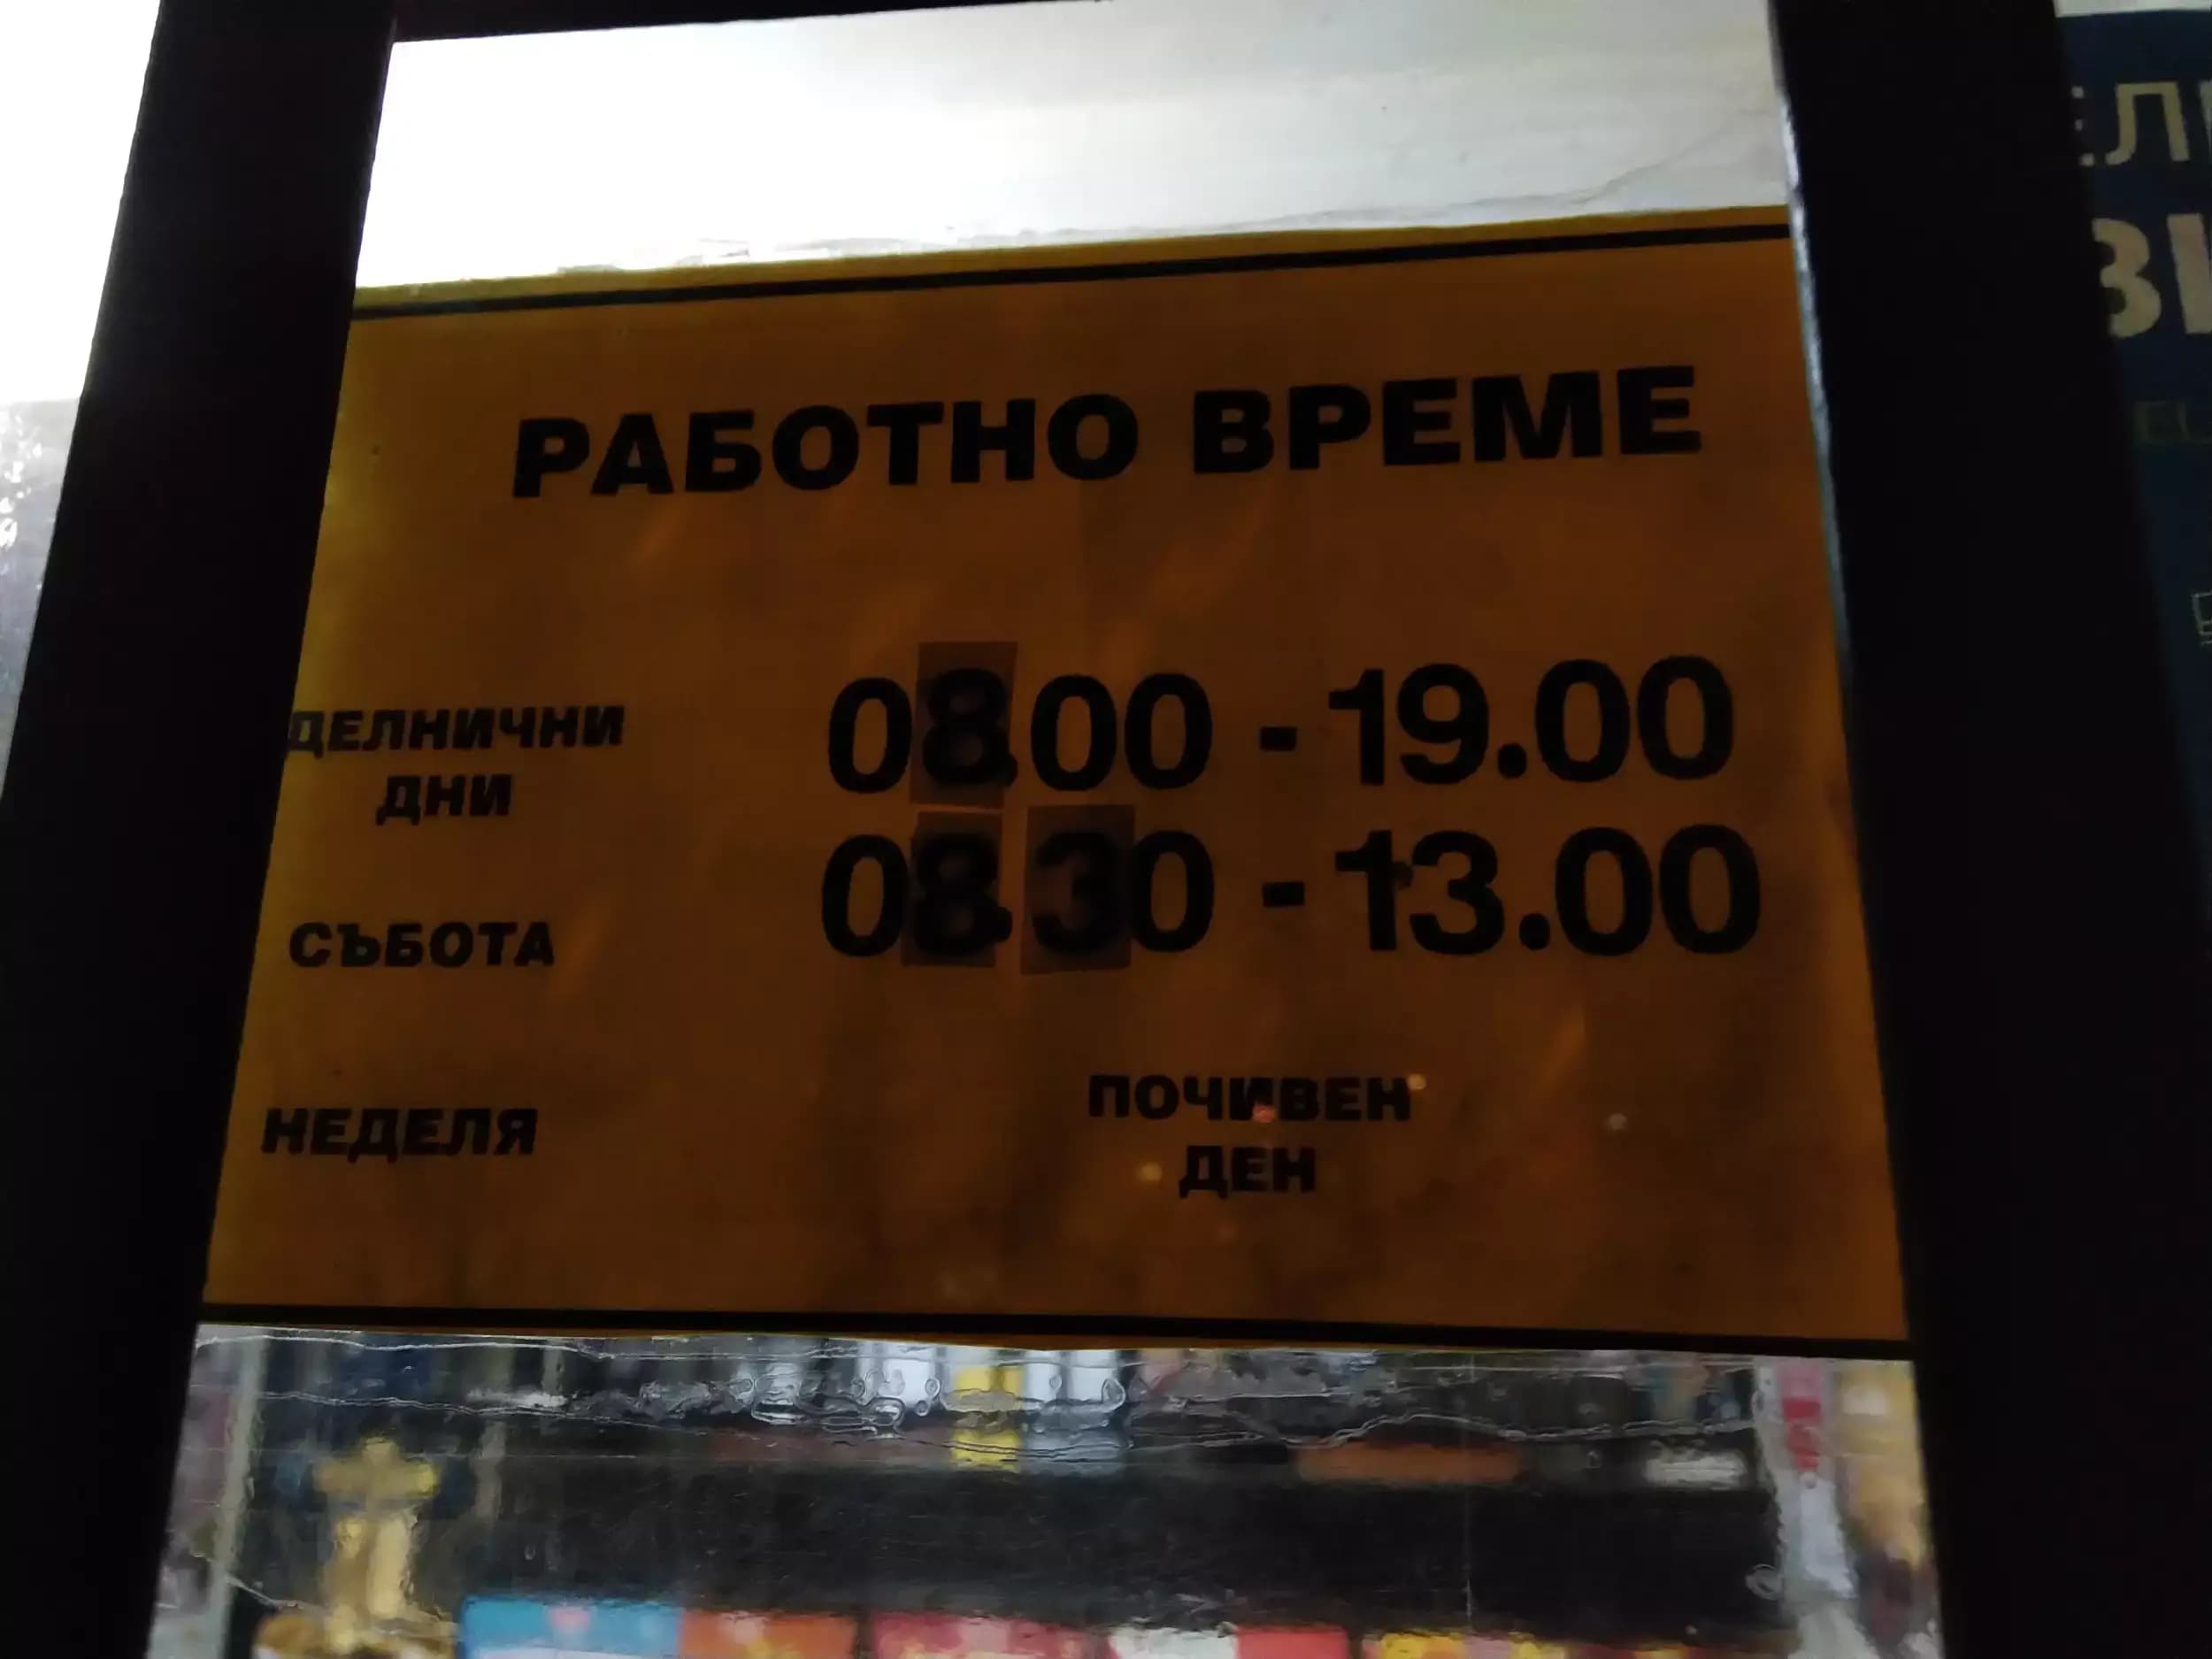 РАБОТНО ВРЕМЕ
ДЕЛНИЧНИ
ДНИ
08.00 - 19.00
СЪБОТА
08.30 - 13.00
НЕДЕЛЯ
ПОЧИВЕН
ДЕН